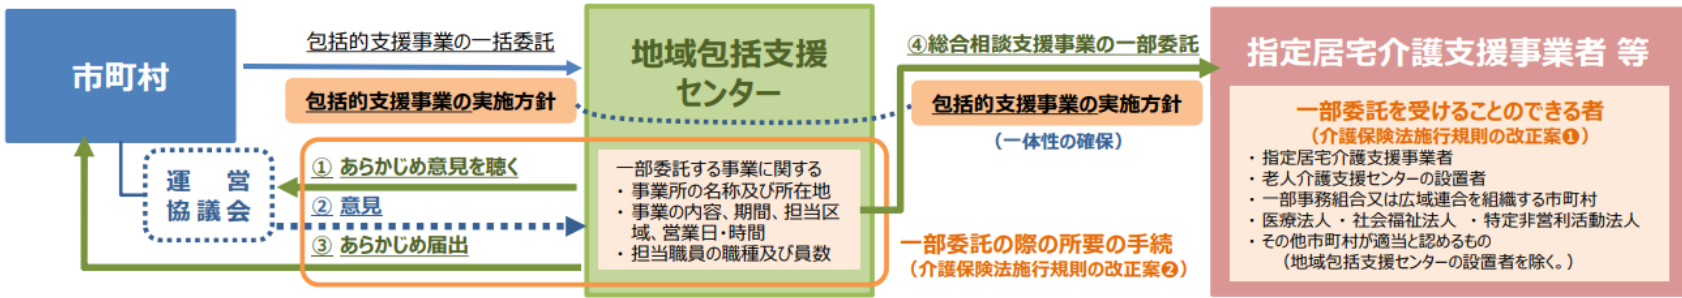 市町村
運　営
協議会
包括的支援事業の一括委託
包括的支援事業の実施方針
① あらかじめ意見を聴く
② 意見
③ あらかじめ届出
地域包括支援
センター
一部委託する事業に関する
・ 事業所の名称及び所在地
・ 事業の内容、期間、担当区
域、営業日・時間
・ 担当職員の職種及び員数
④総合相談支援事業の一部委託
包括的支援事業の実施方針
（一体性の確保）
一部委託の際の所要の手続
（介護保険法施行規則の改正案❷）
指定居宅介護支援事業者 等
一部委託を受けることのできる者
（介護保険法施行規則の改正案❶）
・ 指定居宅介護支援事業者
・ 老人介護支援センターの設置者
・ 一部事務組合又は広域連合を組織する市町村
・ 医療法人 ・ 社会福祉法人 ・ 特定非営利活動法人
・ その他市町村が適当と認めるもの
（地域包括支援センターの設置者を除く。）